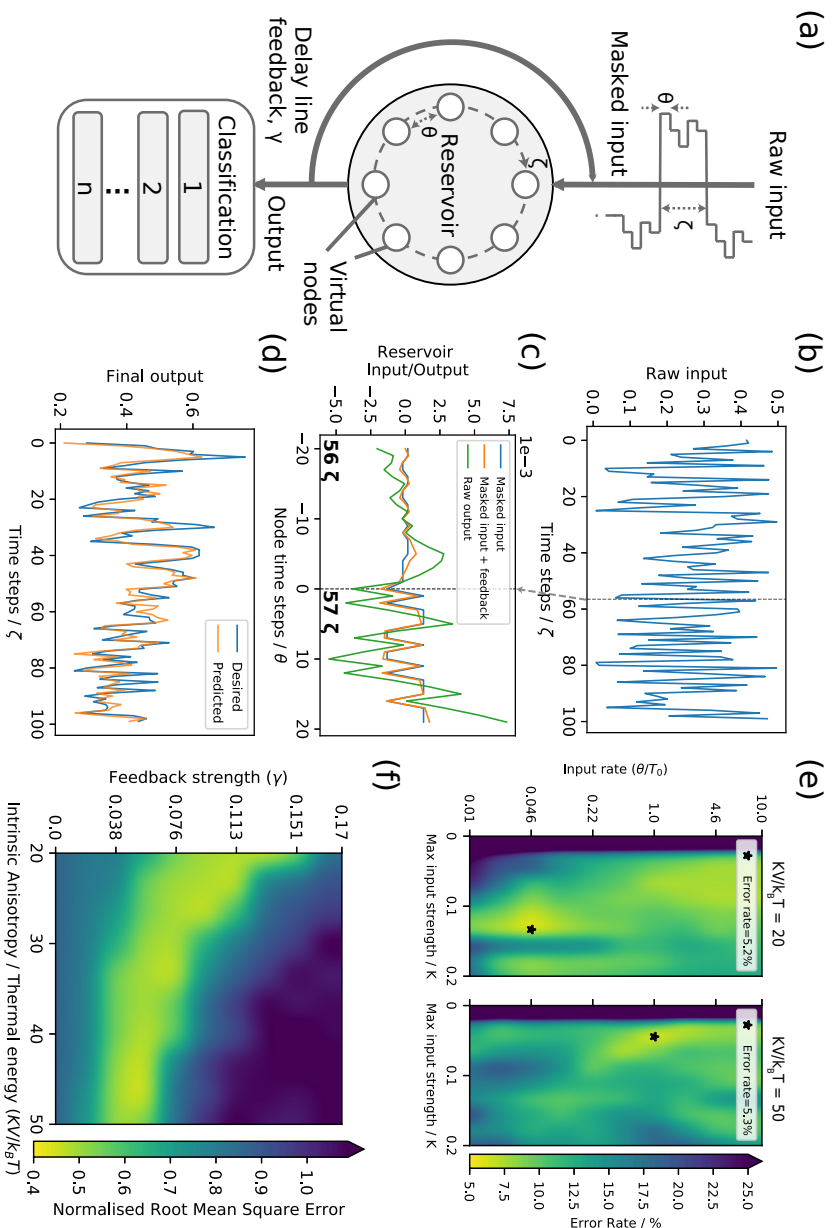 (a)
Raw input
Masked input
θ
ζ
ζ
θ
Reservoir
Delay line
feedback, γ
Virtual
nodes
Output
Classification
1
2
...
n
(b)
Raw input
0.5
0.4
0.3
0.2
0.1
0.0
0
20
40
60
80
100
Time steps / ζ
(c)
1e−3
Reservoir
Input/Output
7.5
5.0
2.5
0.0
−2.5
−5.0
Masked input
Masked input + feedback
Raw output
56 ζ
57 ζ
−20
−10
0
10
20
Node time steps / θ
(d)
Final output
0.6
0.4
0.2
0
20
40
60
80
100
Time steps / ζ
Desired
Predicted
(e)
KV/k_BT = 20
KV/k_BT = 50
Input rate (θ/T₀)
10.0
4.6
1.0
0.22
0.046
0.01
Error rate=5.2%
Error rate=5.3%
0
0.1
0.2
Max input strength / K
0
0.1
0.2
Max input strength / K
25.0
22.5
20.0
17.5
15.0
12.5
10.0
7.5
5.0
Error Rate / %
(f)
Feedback strength (γ)
0.17
0.151
0.113
0.076
0.038
0.0
20
30
40
50
Intrinsic Anisotropy / Thermal energy (KV/k_BT)
1.0
0.9
0.8
0.7
0.6
0.5
0.4
Normalised Root Mean Square Error